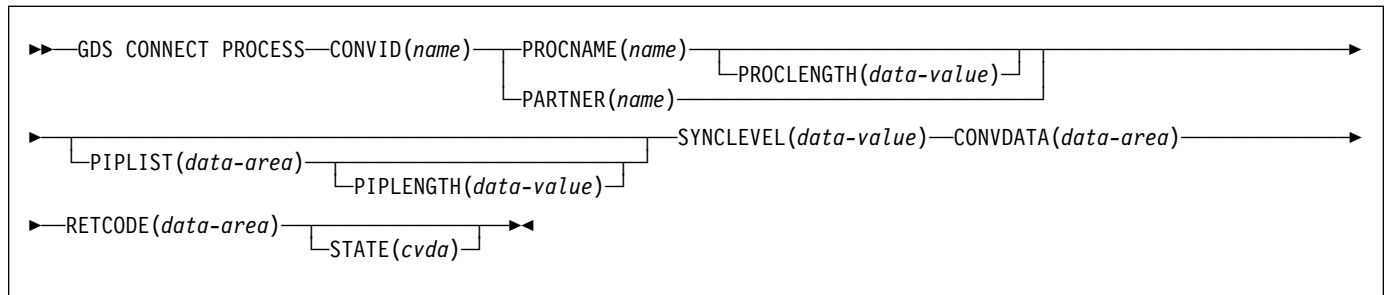 GDS CONNECT PROCESS CONVID(name) PROCNAME(name)
PROCLENGTH(data-value)
PARTNER(name)
SYNCLEVEL(data-value) CONVDATA(data-area)
PIPLIST(data-area)
PIPLENGTH(data-value)
RETCODE(data-area)
STATE(cvda)